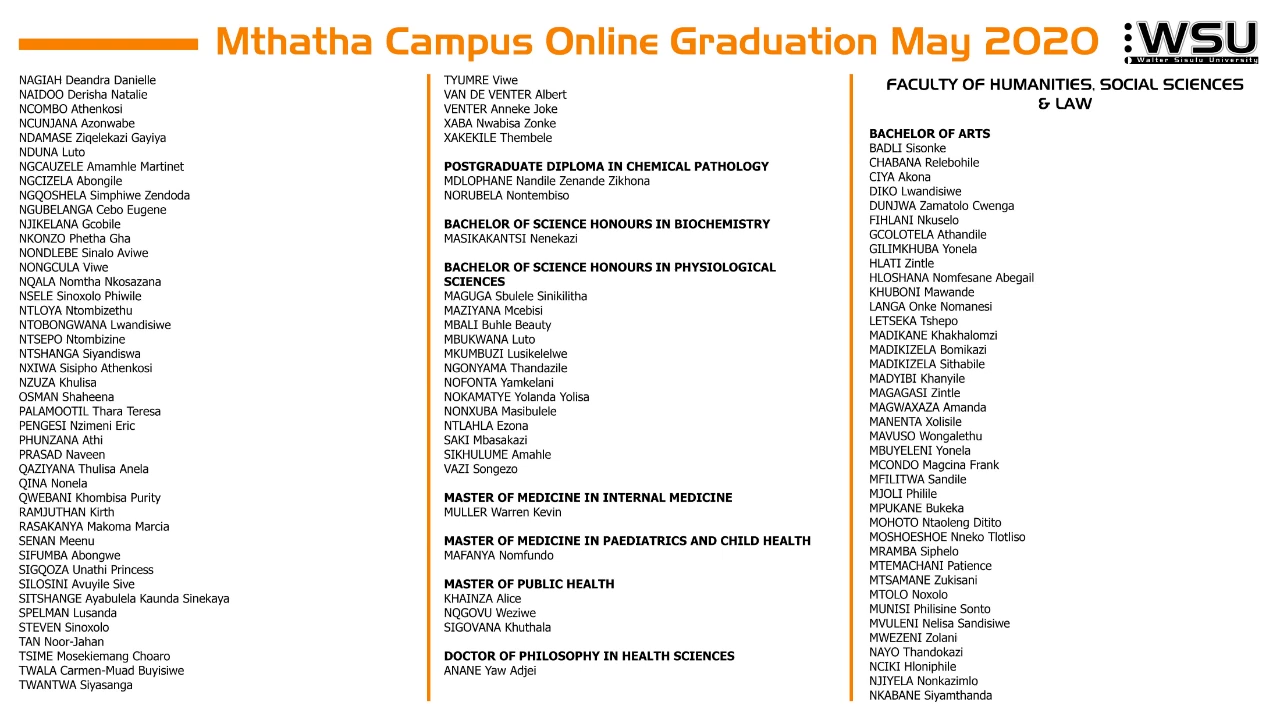 Mthatha Campus Online Graduation May 2020
WSU
Walter Sisulu University
NAGIAH Deandra Danielle
NAIDOO Derisha Natalie
NCOMBO Athenkosi
NCUNJANA Azonwabe
NDAMASE Ziqelekazi Gayiya
NDUNA Luto
NGCAUZELE Amamhle Martinet
NGCIZELA Abongile
NGQOSHELA Simphiwe Zendoda
NGUBELANGA Cebo Eugene
NJIKELANA Gcobile
NKONZO Phetha Gha
NONDLEBE Sinalo Aviwe
NONGCULA Viwe
NQALA Nomtha Nkosazana
NSELE Sinoxolo Phiwile
NTLOYA Ntombizethu
NTOBONGWANA Lwandisiwe
NTSEPO Ntombizine
NTSHANGA Siyandiswa
NXIWA Sisipho Athenkosi
NZUZA Khulisa
OSMAN Shaheena
PALAMOOTIL Thara Teresa
PENGESI Nzimeni Eric
PHUNZANA Athi
PRASAD Naveen
QAZIYANA Thulisa Anela
QINA Nonela
QWEBANI Khombisa Purity
RAMJUTHAN Kirth
RASAKANYA Makoma Marcia
SENAN Meenu
SIFUMBA Abongwe
SIGQOZA Unathi Princess
SILOSINI Avuyile Sive
SITSHANGE Ayabulela Kaunda Sinekaya
SPELMAN Lusanda
STEVEN Sinoxolo
TAN Noor-Jahan
TSIME Mosekiemang Choaro
TWALA Carmen-Muad Buyisiwe
TWANTWA Siyasanga
TYUMRE Viwe
VAN DE VENTER Albert
VENTER Anneke Joke
XABA Nwabisa Zonke
XAKEKILE Thembele
POSTGRADUATE DIPLOMA IN CHEMICAL PATHOLOGY
MDLOPHANE Nandile Zenande Zikhona
NORUBELA Nontembiso
BACHELOR OF SCIENCE HONOURS IN BIOCHEMISTRY
MASIKAKANTSI Nenekazi
BACHELOR OF SCIENCE HONOURS IN PHYSIOLOGICAL
SCIENCES
MAGUGA Sbulele Sinikilitha
MAZIYANA Mcebisi
MBALI Buhle Beauty
MBUKWANA Luto
MKUMBUZI Lusikelelwe
NGONYAMA Thandazile
NOFONTA Yamkelani
NOKAMATYE Yolanda Yolisa
NONXUBA Masibulele
NTLAHLA Ezona
SAKI Mbasakazi
SIKHULUME Amahle
VAZI Songezo
MASTER OF MEDICINE IN INTERNAL MEDICINE
MULLER Warren Kevin
MASTER OF MEDICINE IN PAEDIATRICS AND CHILD HEALTH
MAFANYA Nomfundo
MASTER OF PUBLIC HEALTH
KHAINZA Alice
NQGOVU Weziwe
SIGOVANA Khuthala
DOCTOR OF PHILOSOPHY IN HEALTH SCIENCES
ANANE Yaw Adjei
FACULTY OF HUMANITIES, SOCIAL SCIENCES
& LAW
BACHELOR OF ARTS
BADLI Sisonke
CHABANA Relebohile
CIYA Akona
DIKO Lwandisiwe
DUNJWA Zamatolo Cwenga
FIHLANI Nkuselo
GCOLOTELA Athandile
GILIMKHUBA Yonela
HLATI Zintle
HLOSHANA Nomfesane Abegail
KHUBONI Mawande
LANGA Onke Nomanesi
LETSEKA Tshepo
MADIKANE Khakhalomzi
MADIKIZELA Bomikazi
MADIKIZELA Sithabile
MADYIBI Khanyile
MAGAGASI Zintle
MAGWAXAZA Amanda
MANENTA Xolisile
MAVUSO Wongalethu
MBUYELENI Yonela
MCONDO Magcina Frank
MFILITWA Sandile
MJOLI Philile
MPUKANE Bukeka
MOHOTO Ntaoleng Ditito
MOSHOESHOE Nneko Tlotliso
MRAMBA Siphelo
MTEMACHANI Patience
MTSAMANE Zukisani
MTOLO Noxolo
MUNISI Philisine Sonto
MVULENI Nelisa Sandisiwe
MWEZENI Zolani
NAYO Thandokazi
NCIKI Hloniphile
NJIYELA Nonkazimlo
NKABANE Siyamthanda